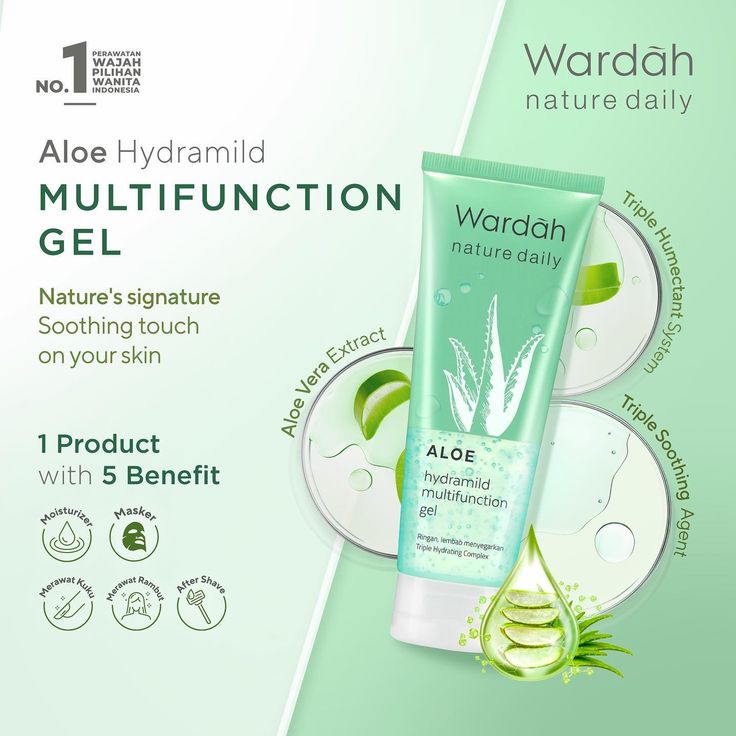 NO.1
PERAWATAN
WAJAH
PILIHAN
WANITA
INDONESIA
Wardah
nature daily
Aloe Hydramild
MULTIFUNCTION
GEL
Nature's signature
Soothing touch
on your skin
1 Product
with 5 Benefit
Moisturizer
Masker
Merawat Kuku
Merawat Rambut
After Shave
Aloe Vera Extract
Triple Humectant System
Triple Soothing Agent
Wardah
nature daily
ALOE
hydramild
multifunction
gel
Ringan, lembab menyegarkan
Triple Hydrating Complex